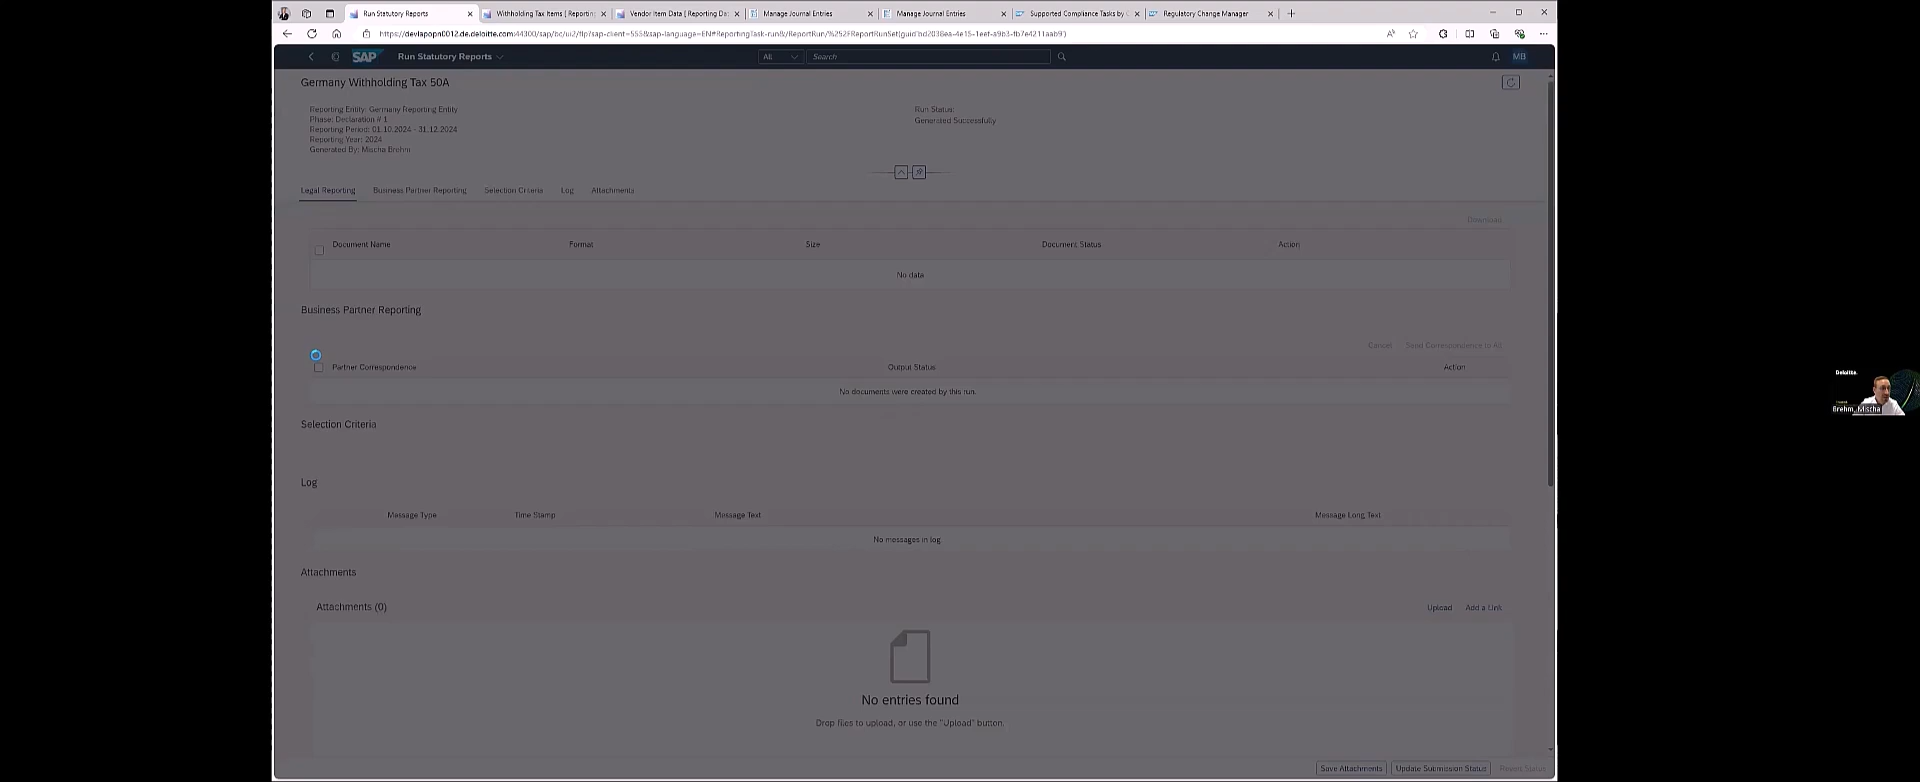 Run Statutory Reports
Withholding Tax Items | Reportin
Vendor Item Data | Reporting Da
Manage Journal Entries
Manage Journal Entries
Supported Compliance Tasks by
Regulatory Change Manager
SAP
Run Statutory Reports
All
Search
MB
Germany Withholding Tax 50A
Reporting Entity: Germany Reporting Entity
Phase: Declaration # 1
Reporting Period: 01.10.2024 - 31.12.2024
Reporting Year: 2024
Generated By: Mischa Brehm
Run Status:
Generated Successfully
Legal Reporting
Business Partner Reporting
Selection Criteria
Log
Attachments
Download
Document Name
Format
Size
Document Status
Action
No data
Business Partner Reporting
Cancel
Send Correspondence to All
Partner Correspondence
Output Status
Action
No documents were created by this run.
Selection Criteria
Log
Message Type
Time Stamp
Message Text
Message Long Text
No messages in log
Attachments
Attachments (0)
Upload
Add a Link
No entries found
Drop files to upload, or use the "Upload" button.
Save Attachments
Update Submission Status
Revert Status
Deloitte.
Brehm, Mischa